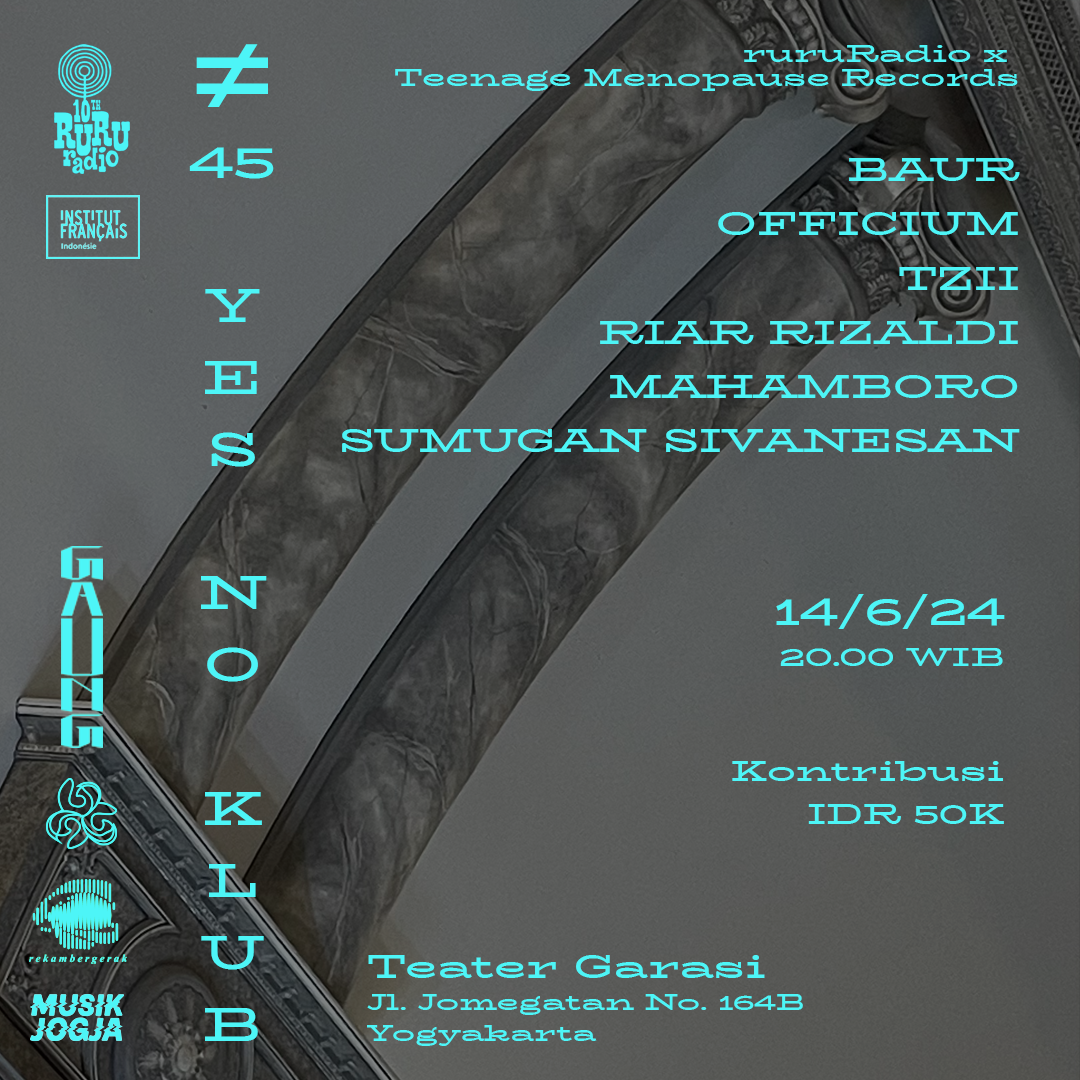 10TH
RURU
radio
INSTITUT
FRANÇAIS
Indonésie
≠
45
YES NO KLUB
ruruRadio x
Teenage Menopause Records
BAUR
OFFICIUM
TZII
RIAR RIZALDI
MAHAMBORO
SUMUGAN SIVANESAN
14/6/24
20.00 WIB
Kontribusi
IDR 50K
GAUNG
rekambergerak
MUSIK
JOGJA
Teater Garasi
Jl. Jomegatan No. 164B
Yogyakarta